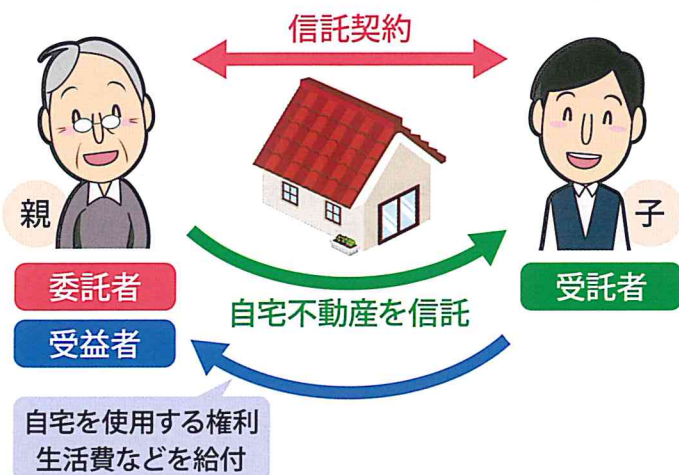 信託契約
親
子
委託者
受託者
自宅不動産を信託
受益者
自宅を使用する権利
生活費などを給付